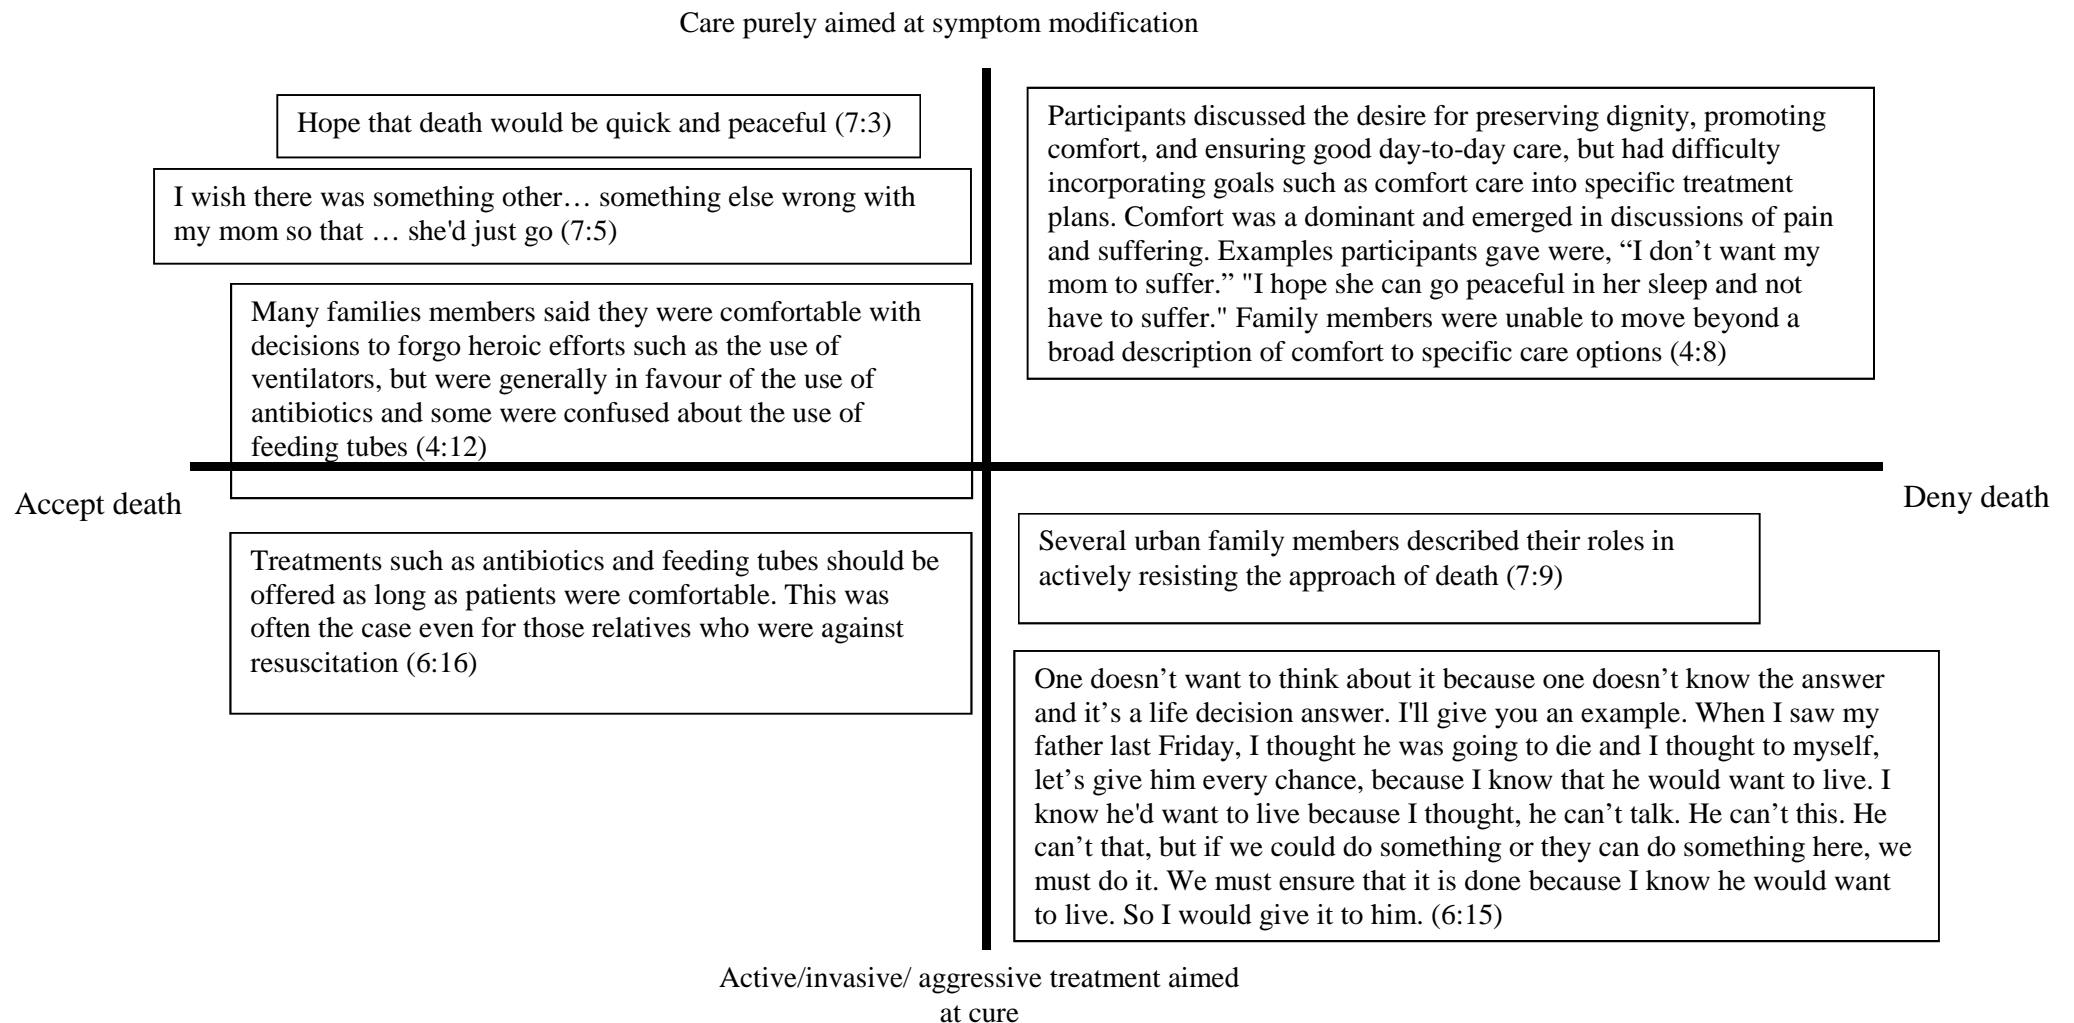 Care purely aimed at symptom modification
Hope that death would be quick and peaceful (7:3)
I wish there was something other… something else wrong with
my mom so that … she'd just go (7:5)
Many families members said they were comfortable with
decisions to forgo heroic efforts such as the use of
ventilators, but were generally in favour of the use of
antibiotics and some were confused about the use of
feeding tubes (4:12)
Participants discussed the desire for preserving dignity, promoting
comfort, and ensuring good day-to-day care, but had difficulty
incorporating goals such as comfort care into specific treatment
plans. Comfort was a dominant and emerged in discussions of pain
and suffering. Examples participants gave were, “I don’t want my
mom to suffer.” "I hope she can go peaceful in her sleep and not
have to suffer." Family members were unable to move beyond a
broad description of comfort to specific care options (4:8)
Accept death
Deny death
Treatments such as antibiotics and feeding tubes should be
offered as long as patients were comfortable. This was
often the case even for those relatives who were against
resuscitation (6:16)
Several urban family members described their roles in
actively resisting the approach of death (7:9)
One doesn’t want to think about it because one doesn’t know the answer
and it’s a life decision answer. I'll give you an example. When I saw my
father last Friday, I thought he was going to die and I thought to myself,
let’s give him every chance, because I know that he would want to live. I
know he'd want to live because I thought, he can’t talk. He can’t this. He
can’t that, but if we could do something or they can do something here, we
must do it. We must ensure that it is done because I know he would want
to live. So I would give it to him. (6:15)
Active/invasive/ aggressive treatment aimed
at cure